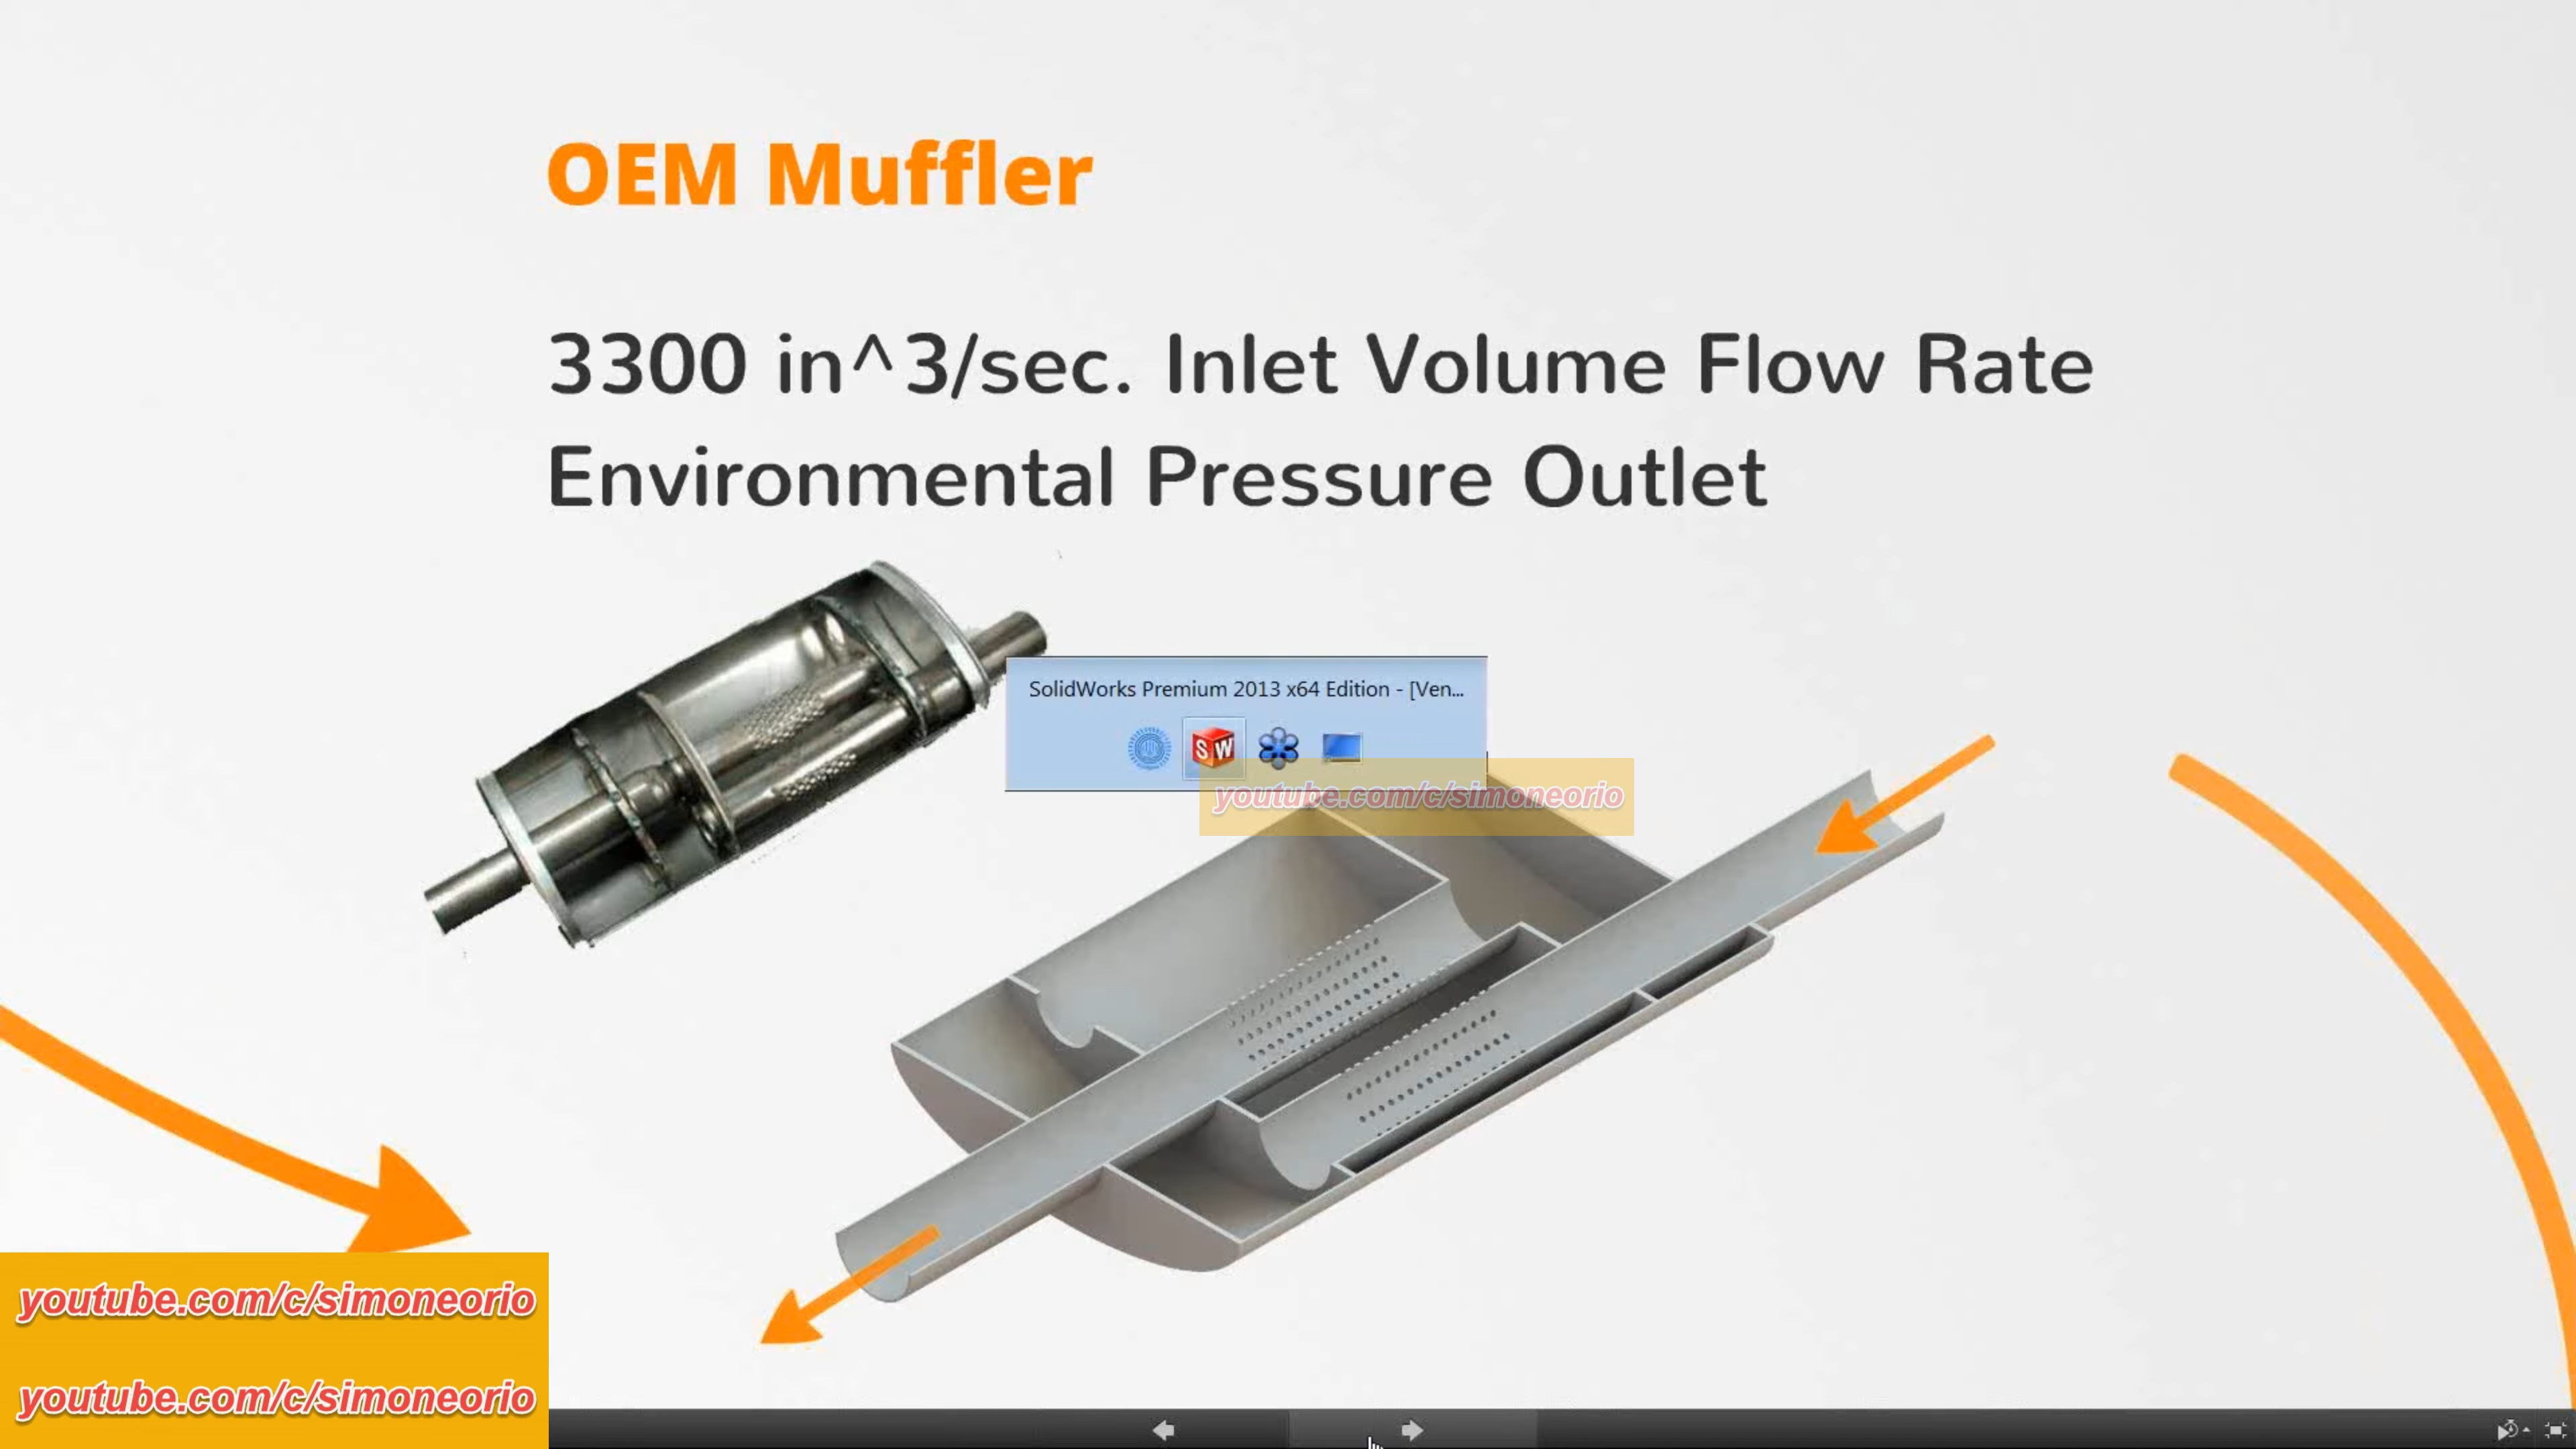 OEM Muffler
3300 in^3/sec. Inlet Volume Flow Rate
Environmental Pressure Outlet
SolidWorks Premium 2013 x64 Edition - [Ven...
SW
youtube.com/c/simoneorio
youtube.com/c/simoneorio
youtube.com/c/simoneorio